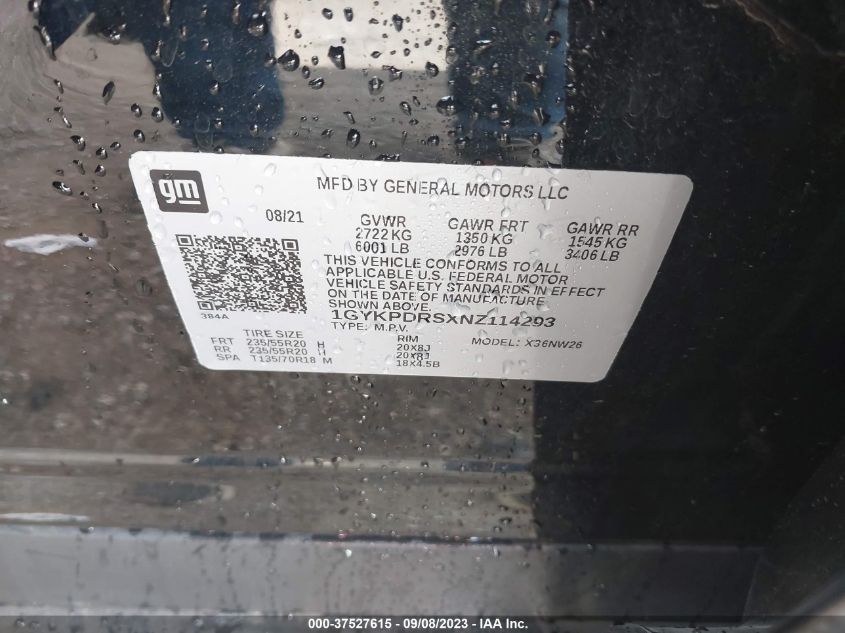 gm
MFD BY GENERAL MOTORS LLC
08/21
GVWR GAWR FRT GAWR RR
2722 KG 1350 KG 1545 KG
6001 LB 2976 LB 3406 LB
THIS VEHICLE CONFORMS TO ALL
APPLICABLE U.S. FEDERAL MOTOR
VEHICLE SAFETY STANDARDS IN EFFECT
ON THE DATE OF MANUFACTURE
SHOWN ABOVE.
384A
1GYKPDRSXNZ114293
TYPE: M.P.V. MODEL: X36NW26
TIRE SIZE RIM
FRT 235/55R20 H 20X8J
RR 235/55R20 H 20X8J
SPA T135/70R18 M 18X4.5B
000-37527615 - 09/08/2023 - IAA Inc.